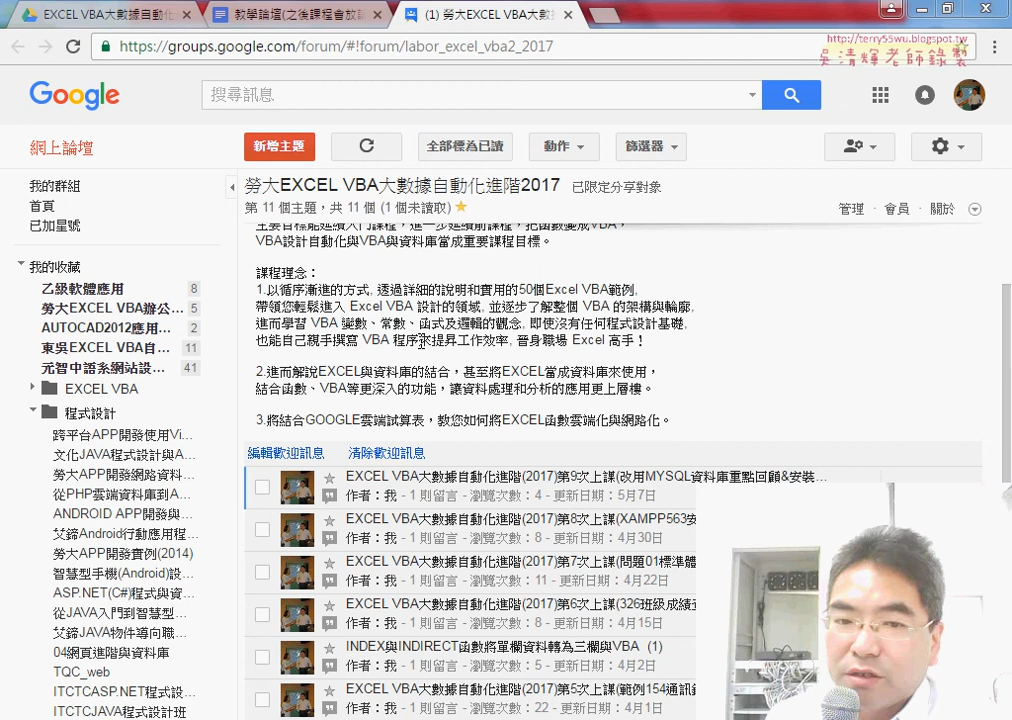 EXCEL VBA大數據自動化
教學論壇(之後課程會放
(1) 勞大EXCEL VBA大數據
https://groups.google.com/forum/#!forum/labor_excel_vba2_2017
http://terry55wu.blogspot.tw
吳清輝老師錄製
Google
搜尋訊息
網上論壇
新增主題
全部標為已讀
動作
篩選器
我的群組
首頁
已加星號
勞大EXCEL VBA大數據自動化進階2017 已限定分享對象
第 11 個主題，共 11 個 (1 個未讀取)
管理 · 會員 · 關於
我的收藏
乙級軟體應用 8
勞大EXCEL VBA辦公... 5
AUTOCAD2012應用... 2
東吳EXCEL VBA自... 11
元智中語系網站設... 41
EXCEL VBA
程式設計
跨平台APP開發使用Vi...
文化JAVA程式設計與A...
勞大APP開發網路資料...
從PHP雲端資料庫到A...
ANDROID APP開發與...
艾鍗Android行動應用程...
勞大APP開發實例(2014)
智慧型手機(Android)設...
ASP.NET(C#)程式與資...
從JAVA入門到智慧型...
艾鍗JAVA物件導向職...
04網頁進階與資料庫
TQC_web
ITCTCASP.NET程式設...
ITCTCJAVA程式設計班
主要目標能延續入門課程，進一步延續前課程，把函數變成VBA，
VBA設計自動化與VBA與資料庫當成重要課程目標。
課程理念：
1.以循序漸進的方式, 透過詳細的說明和實用的50個Excel VBA範例,
帶領您輕鬆進入 Excel VBA 設計的領域, 並逐步了解整個 VBA 的架構與輪廓,
進而學習 VBA 變數、常數、函式及邏輯的觀念, 即使沒有任何程式設計基礎,
也能自己親手撰寫 VBA 程序來提昇工作效率, 晉身職場 Excel 高手！
2.進而解說EXCEL與資料庫的結合，甚至將EXCEL當成資料庫來使用，
結合函數、VBA等更深入的功能，讓資料處理和分析的應用更上層樓。
3.將結合GOOGLE雲端試算表，教您如何將EXCEL函數雲端化與網路化。
編輯歡迎訊息 清除歡迎訊息
EXCEL VBA大數據自動化進階(2017)第9次上課(改用MYSQL資料庫重點回顧&安裝...
作者：我 - 1 則留言 - 瀏覽次數：4 - 更新日期：5月7日
EXCEL VBA大數據自動化進階(2017)第8次上課(XAMPP563安
作者：我 - 1 則留言 - 瀏覽次數：8 - 更新日期：4月30日
EXCEL VBA大數據自動化進階(2017)第7次上課(問題01標準體
作者：我 - 1 則留言 - 瀏覽次數：11 - 更新日期：4月22日
EXCEL VBA大數據自動化進階(2017)第6次上課(326班級成績查
作者：我 - 1 則留言 - 瀏覽次數：8 - 更新日期：4月15日
INDEX與INDIRECT函數將單欄資料轉為三欄與VBA (1)
作者：我 - 1 則留言 - 瀏覽次數：5 - 更新日期：4月2日
EXCEL VBA大數據自動化進階(2017)第5次上課(範例154通訊錄
作者：我 - 1 則留言 - 瀏覽次數：22 - 更新日期：4月1日